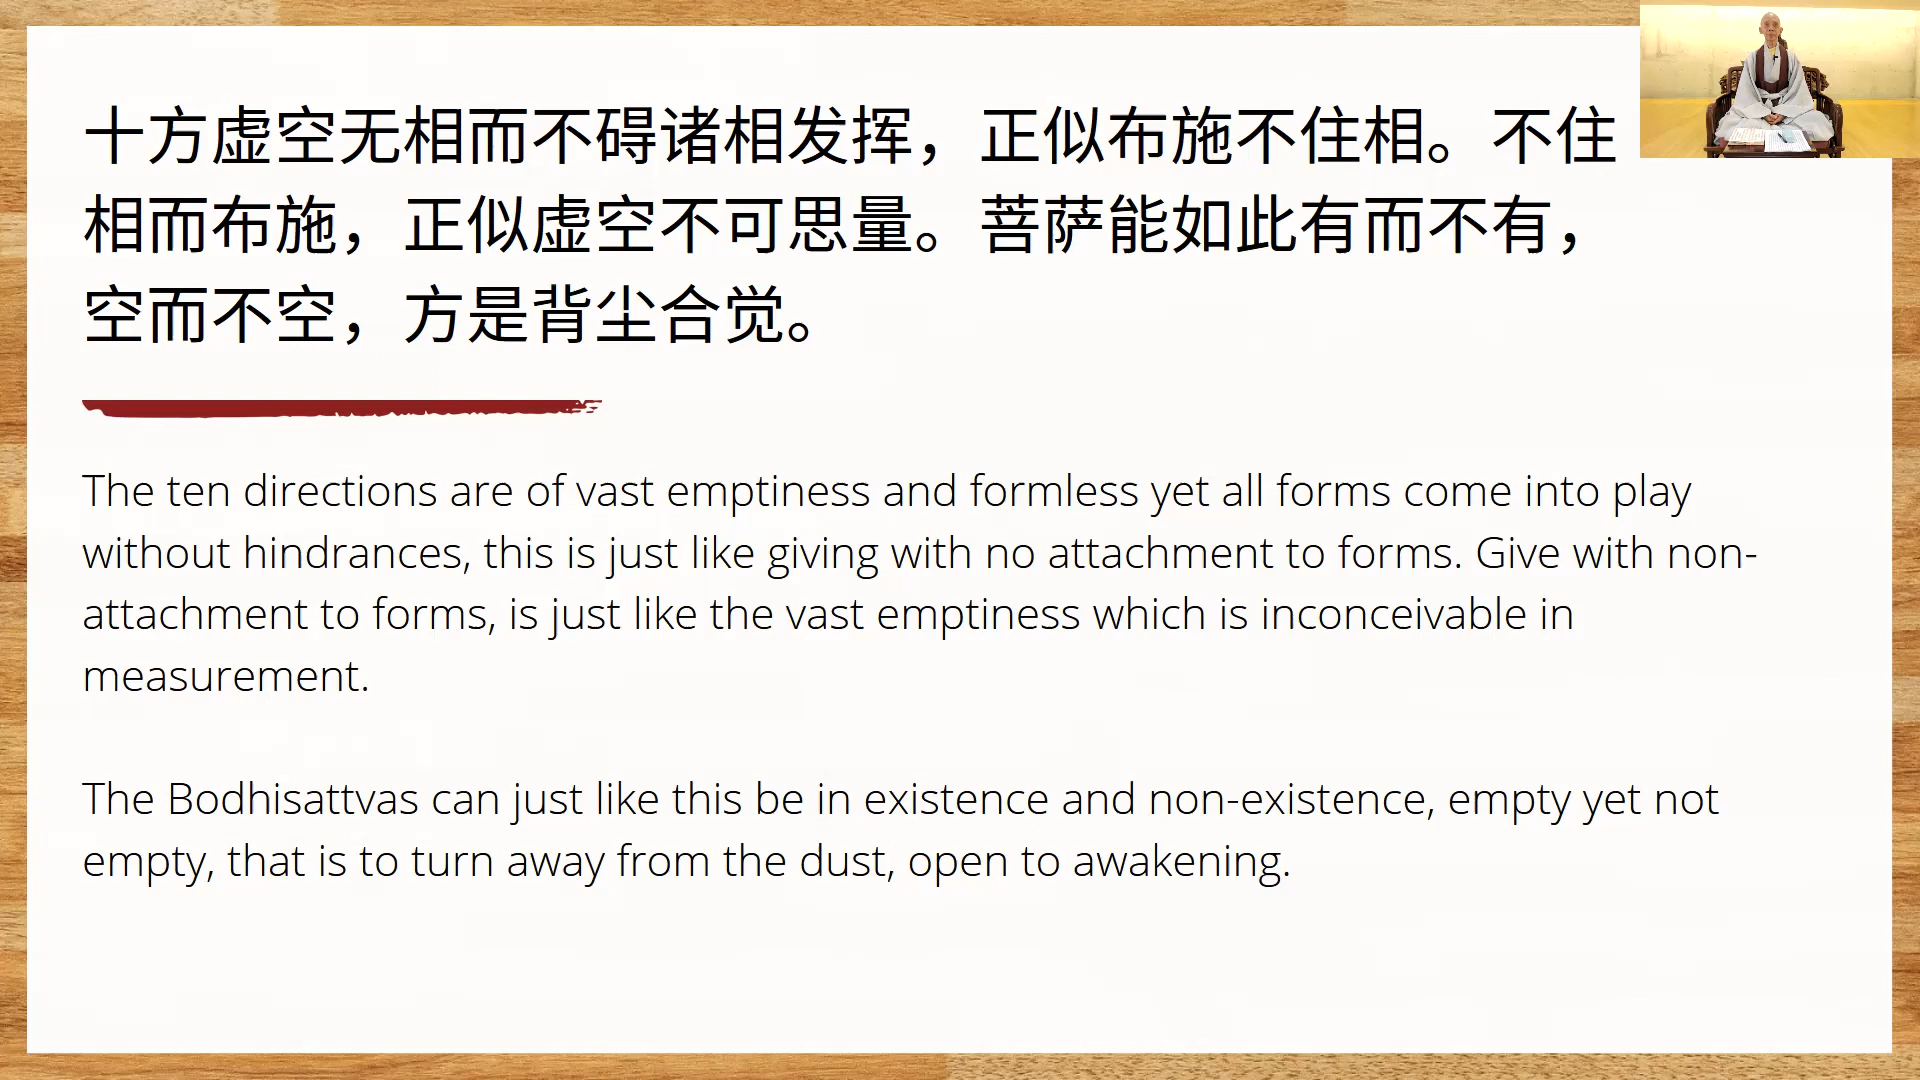 十方虚空无相而不碍诸相发挥，正似布施不住相。不住
相而布施，正似虚空不可思量。菩萨能如此有而不有，
空而不空，方是背尘合觉。
The ten directions are of vast emptiness and formless yet all forms come into play
without hindrances, this is just like giving with no attachment to forms. Give with non-
attachment to forms, is just like the vast emptiness which is inconceivable in
measurement.
The Bodhisattvas can just like this be in existence and non-existence, empty yet not
empty, that is to turn away from the dust, open to awakening.